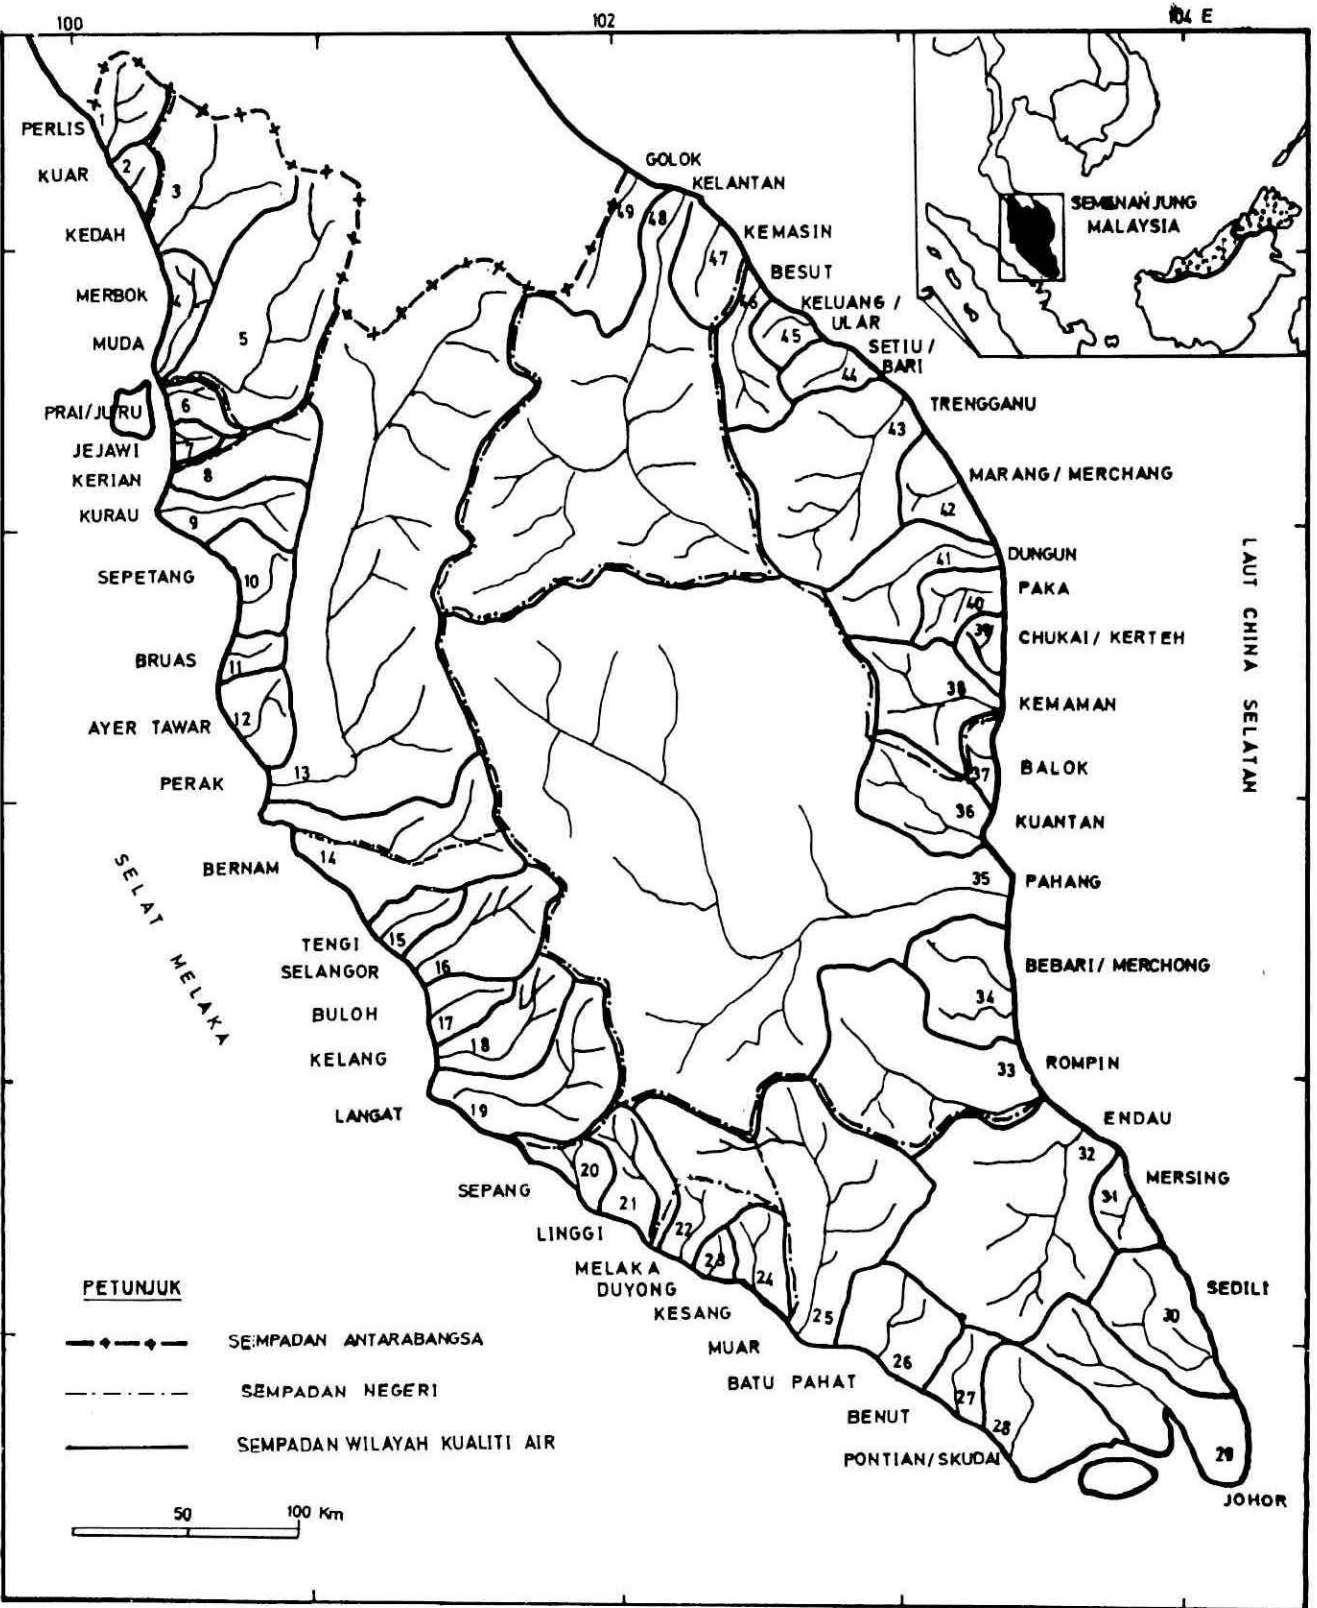 100
102
104 E
PERLIS
KUAR
KEDAH
MERBOK
MUDA
PRAI/JURU
JEJAWI
KERIAN
KURAU
SEPETANG
BRUAS
AYER TAWAR
PERAK
BERNAM
TENGI
SELANGOR
BULOH
KELANG
LANGAT
SEPANG
LINGGI
MELAKA
DUYONG
KESANG
MUAR
BATU PAHAT
BENUT
PONTIAN/SKUDAI
JOHOR
SEDILI
MERSING
ENDAU
ROMPIN
BEBARI/MERCHONG
PAHANG
KUANTAN
BALOK
KEMAMAN
CHUKAI/KERTEH
PAKA
DUNGUN
MARANG/MERCHANG
TRENGGANU
SETIU/
BARI
KELUANG/
ULAR
BESUT
KEMASIN
KELANTAN
GOLOK
SEMENANJUNG
MALAYSIA
LAUT CHINA SELATAN
SELAT MELAKA
1
2
3
4
5
6
7
8
9
10
11
12
13
14
15
16
17
18
19
20
21
22
23
24
25
26
27
28
29
30
31
32
33
34
35
36
37
38
39
40
41
42
43
44
45
46
47
48
49
PETUNJUK
SEMPADAN ANTARABANGSA
SEMPADAN NEGERI
SEMPADAN WILAYAH KUALITI AIR
50
100 Km